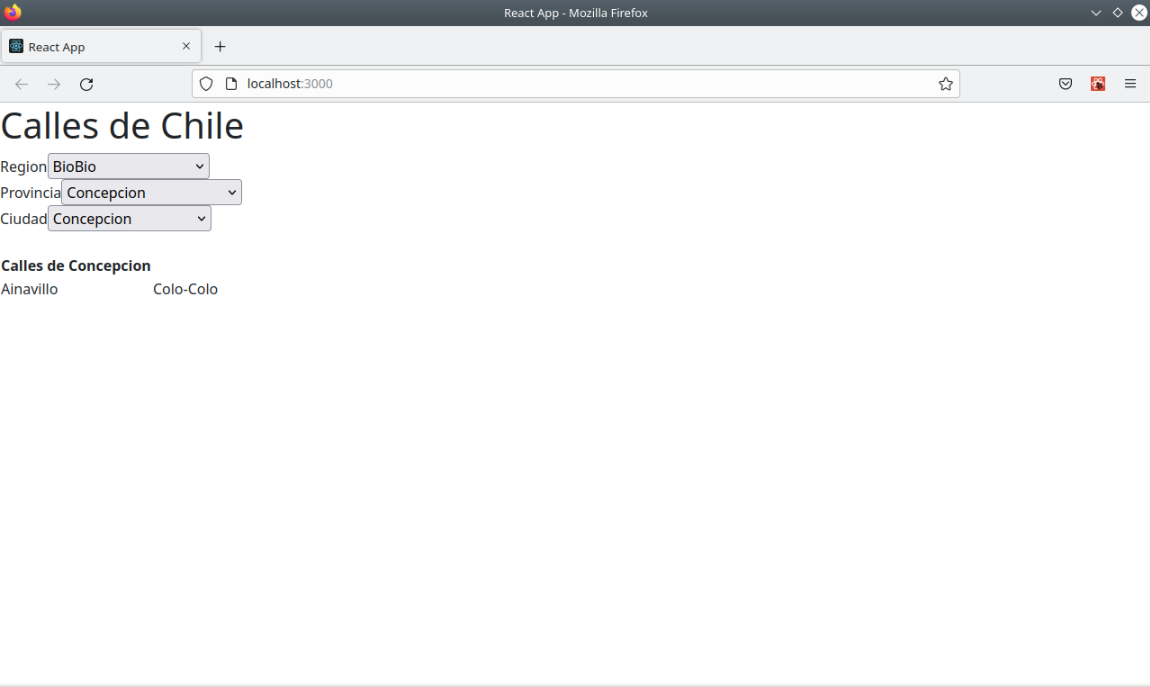 React App - Mozilla Firefox
React App
localhost:3000
Calles de Chile
Region BioBio
Provincia Concepcion
Ciudad Concepcion
Calles de Concepcion
Ainavillo Colo-Colo